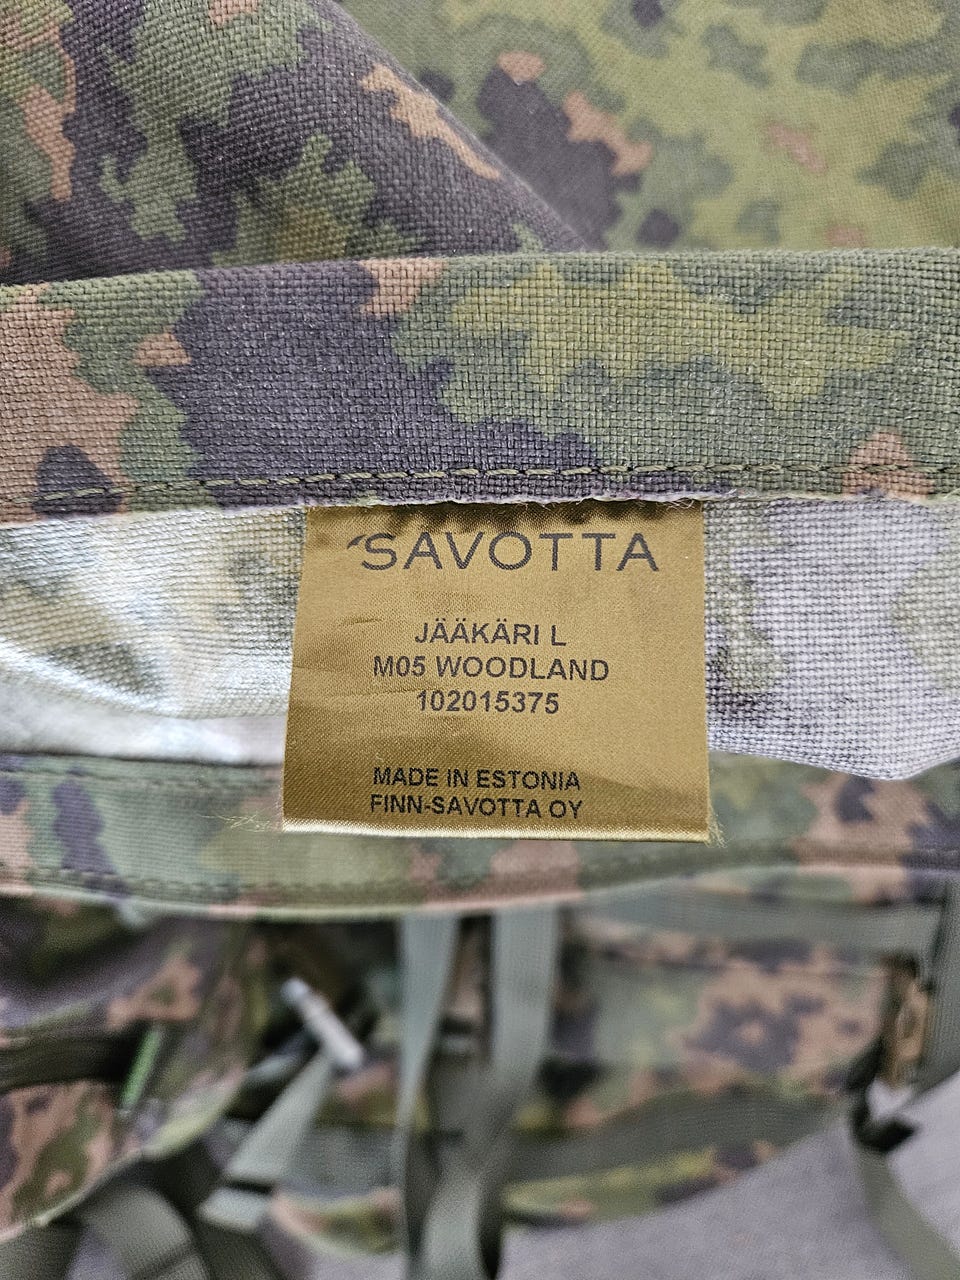 SAVOTTA
JÄÄKÄRI L
M05 WOODLAND
102015375
MADE IN ESTONIA
FINN-SAVOTTA OY